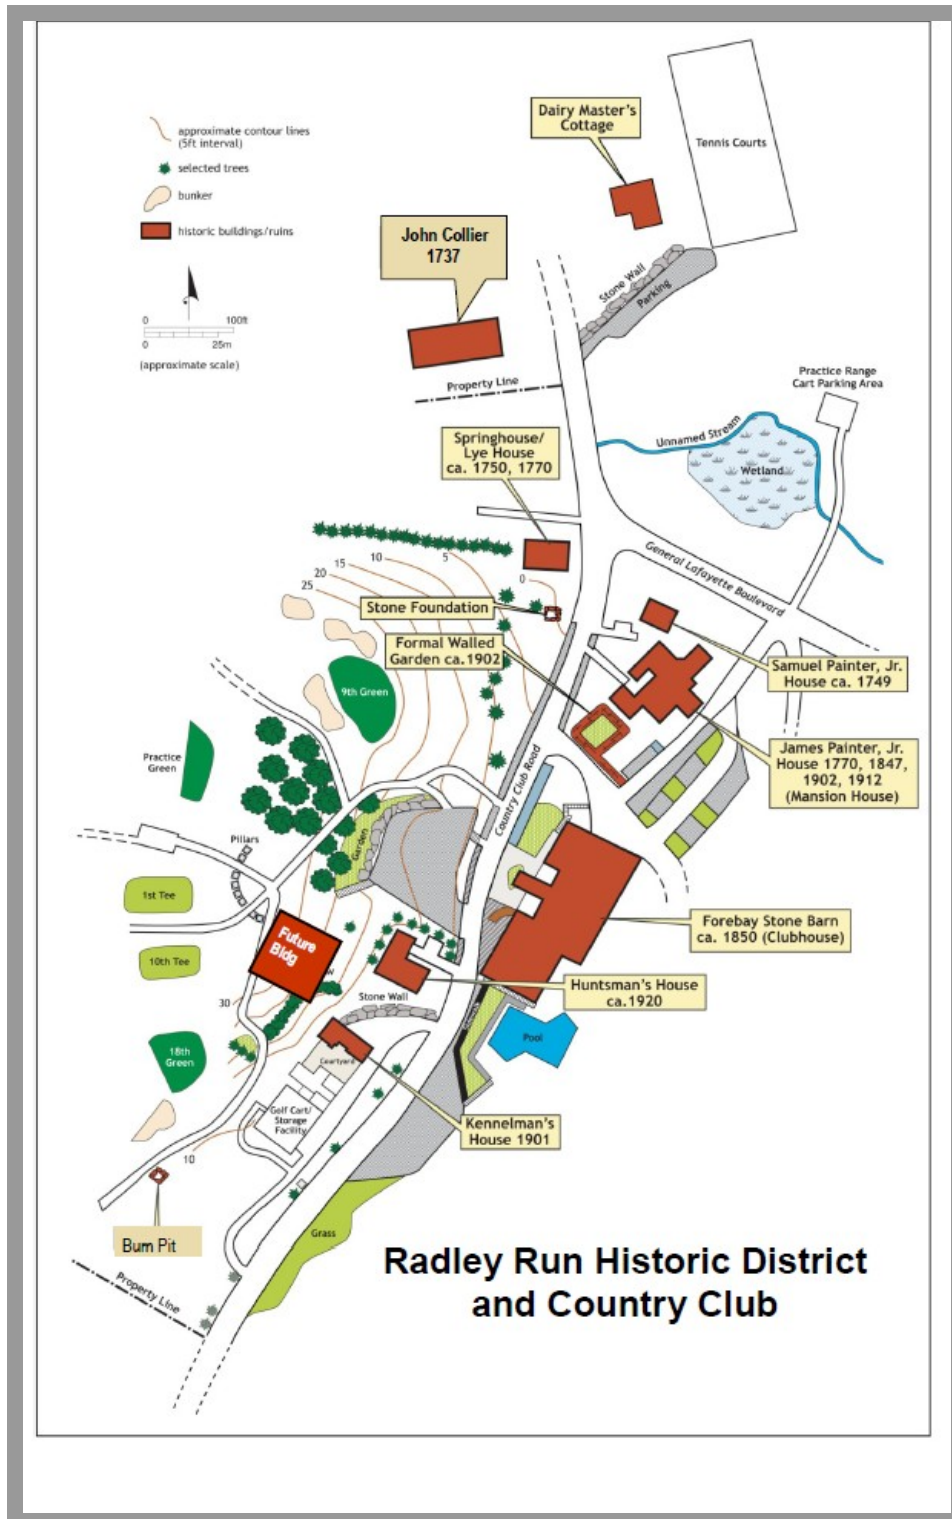 approximate contour lines
(5ft interval)
selected trees
bunker
historic buildings/ruins
0 100ft
0 25m
(approximate scale)
Dairy Master's
Cottage
Tennis Courts
John Collier
1737
Stone Wall
Parking
Property Line
Practice Range
Cart Parking Area
Springhouse/
Lye House
ca. 1750, 1770
Unnamed Stream
Wetland
General Lafayette Boulevard
25
20
15
10
5
0
Stone Foundation
Formal Walled
Garden ca.1902
Samuel Painter, Jr.
House ca. 1749
9th Green
James Painter, Jr.
House 1770, 1847,
1902, 1912
(Mansion House)
Practice
Green
Country Club Road
Pillars
Garden
1st Tee
Forebay Stone Barn
ca. 1850 (Clubhouse)
Future
Bldg
10th Tee
Huntsman's House
ca.1920
30
Stone Wall
Pool
18th
Green
Courtyard
Golf Cart/
Storage
Facility
Kennelman's
House 1901
10
Burn Pit
Grass
Property Line
Radley Run Historic District
and Country Club